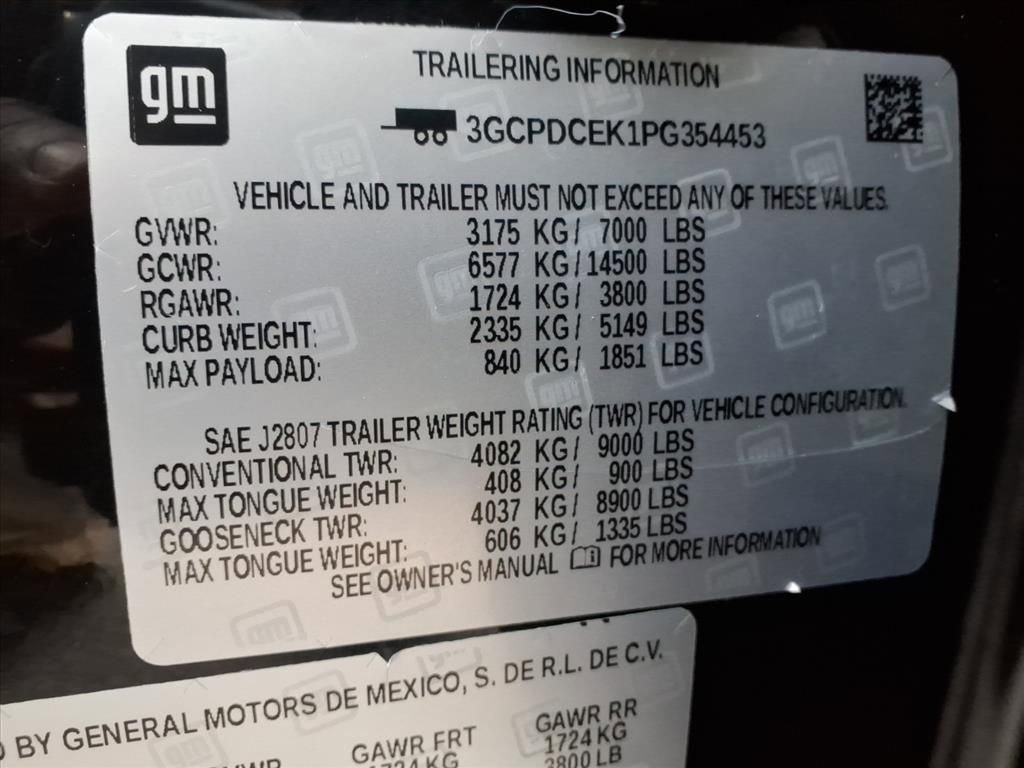 gm
TRAILERING INFORMATION
3GCPDCEK1PG354453
VEHICLE AND TRAILER MUST NOT EXCEED ANY OF THESE VALUES.
GVWR: 3175 KG/ 7000 LBS
GCWR: 6577 KG/ 14500 LBS
RGAWR: 1724 KG/ 3800 LBS
CURB WEIGHT: 2335 KG/ 5149 LBS
MAX PAYLOAD: 840 KG/ 1851 LBS
SAE J2807 TRAILER WEIGHT RATING (TWR) FOR VEHICLE CONFIGURATION.
CONVENTIONAL TWR: 4082 KG/ 9000 LBS
MAX TONGUE WEIGHT: 408 KG/ 900 LBS
GOOSENECK TWR: 4037 KG/ 8900 LBS
MAX TONGUE WEIGHT: 606 KG/ 1335 LBS
SEE OWNER'S MANUAL FOR MORE INFORMATION
BY GENERAL MOTORS DE MEXICO, S. DE R.L. DE C.V.
GAWR FRT GAWR RR
1724 KG 1724 KG
3800 LB